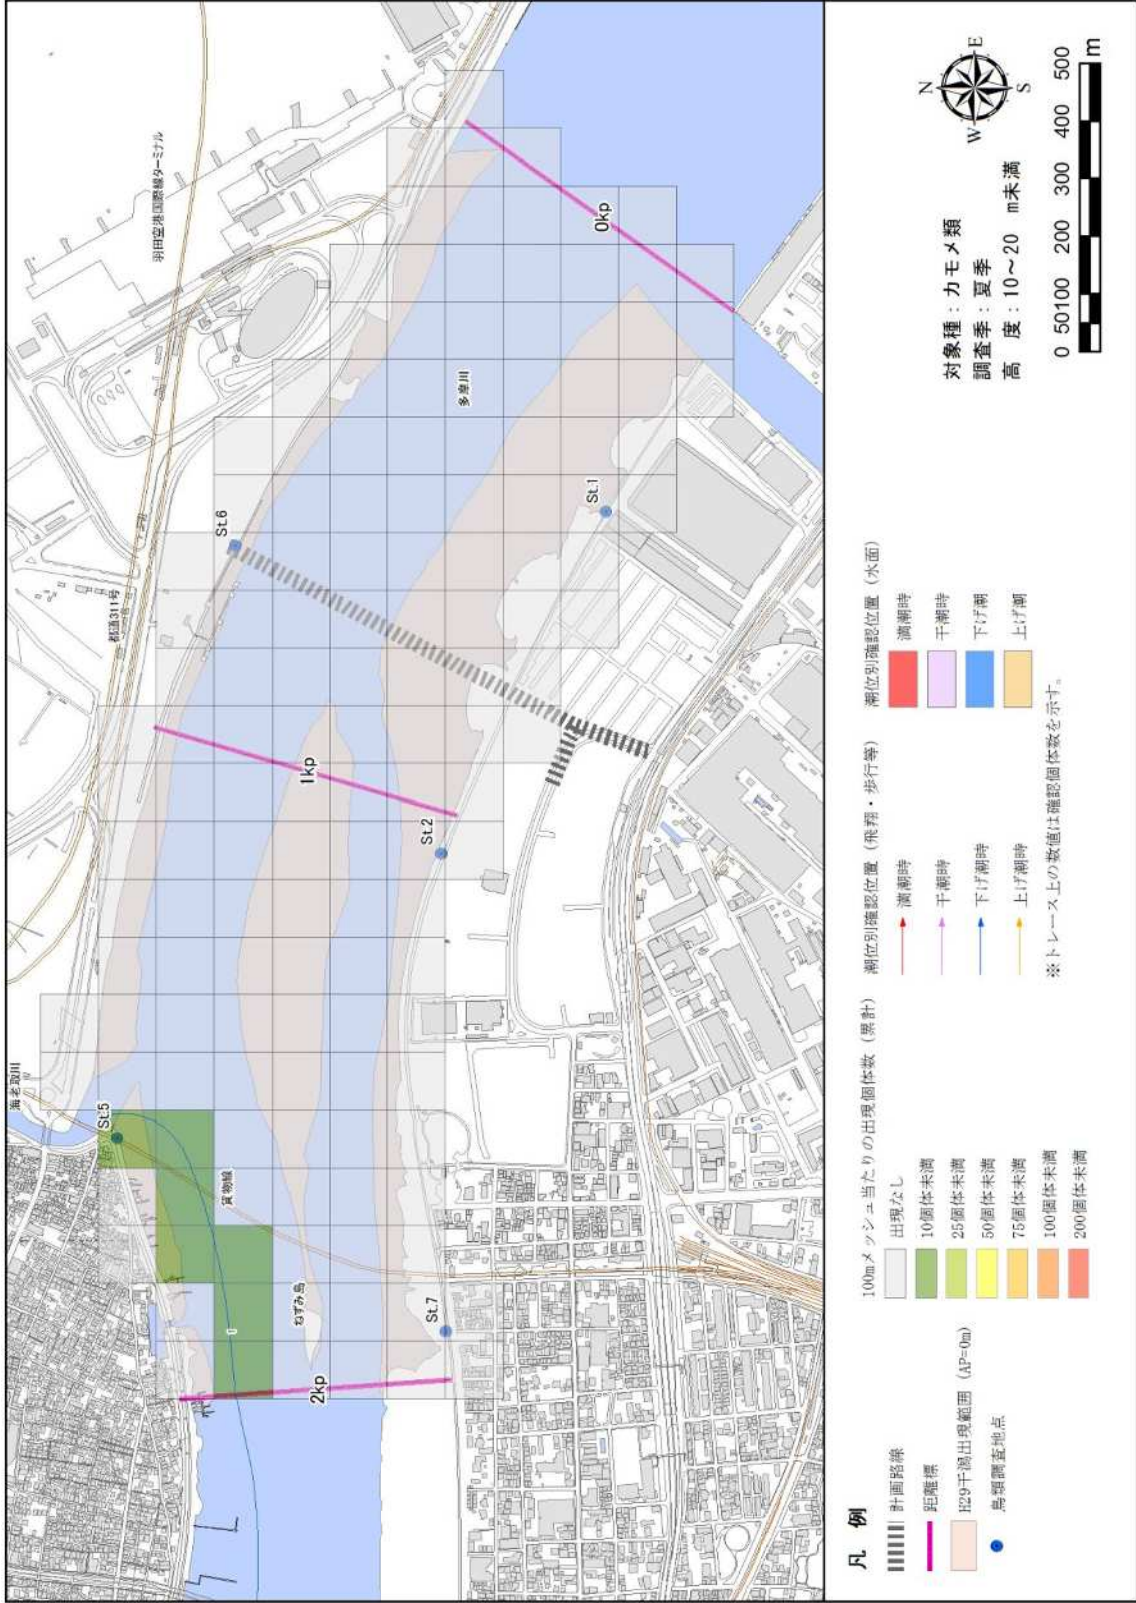 羽田空港国際線ターミナル
都道311号
海老取川
多摩川
貨物線
ねずみ島
St.5
St.6
St.1
St.2
St.7
0kp
1kp
2kp
1
凡 例
計画路線
距離標
H29干潟出現範囲 (AP=0m)
鳥類調査地点
100mメッシュ当たりの出現個体数 (累計)
出現なし
10個体未満
25個体未満
50個体未満
75個体未満
100個体未満
200個体未満
潮位別確認位置 (飛翔・歩行等)
満潮時
干潮時
下げ潮時
上げ潮時
※トレース上の数値は確認個体数を示す。
潮位別確認位置 (水面)
満潮時
干潮時
下げ潮
上げ潮
対象種：カモメ類
調査季：夏季
高 度：10～20 m未満
N
E
S
W
0 50100 200 300 400 500
m